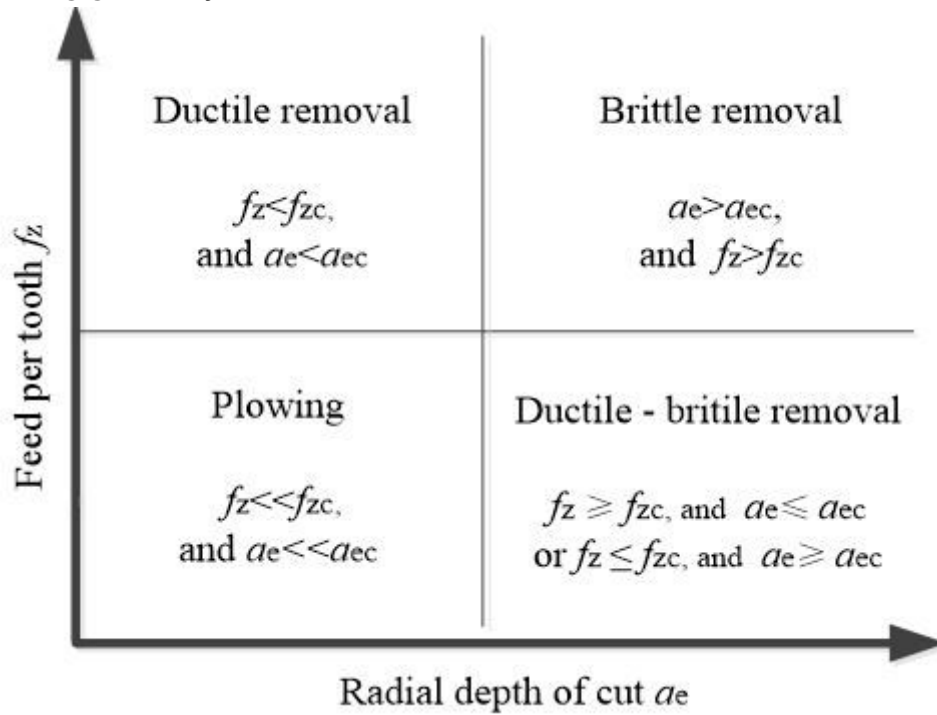 Ductile removal
fz<fzc,
and ae<aec
Brittle removal
ae>aec,
and fz>fzc
Feed per tooth fz
Plowing
fz<<fzc,
and ae<<aec
Ductile - britile removal
fz ⩾ fzc, and ae⩽ aec
or fz ≤ fzc, and ae⩾ aec
Radial depth of cut ae